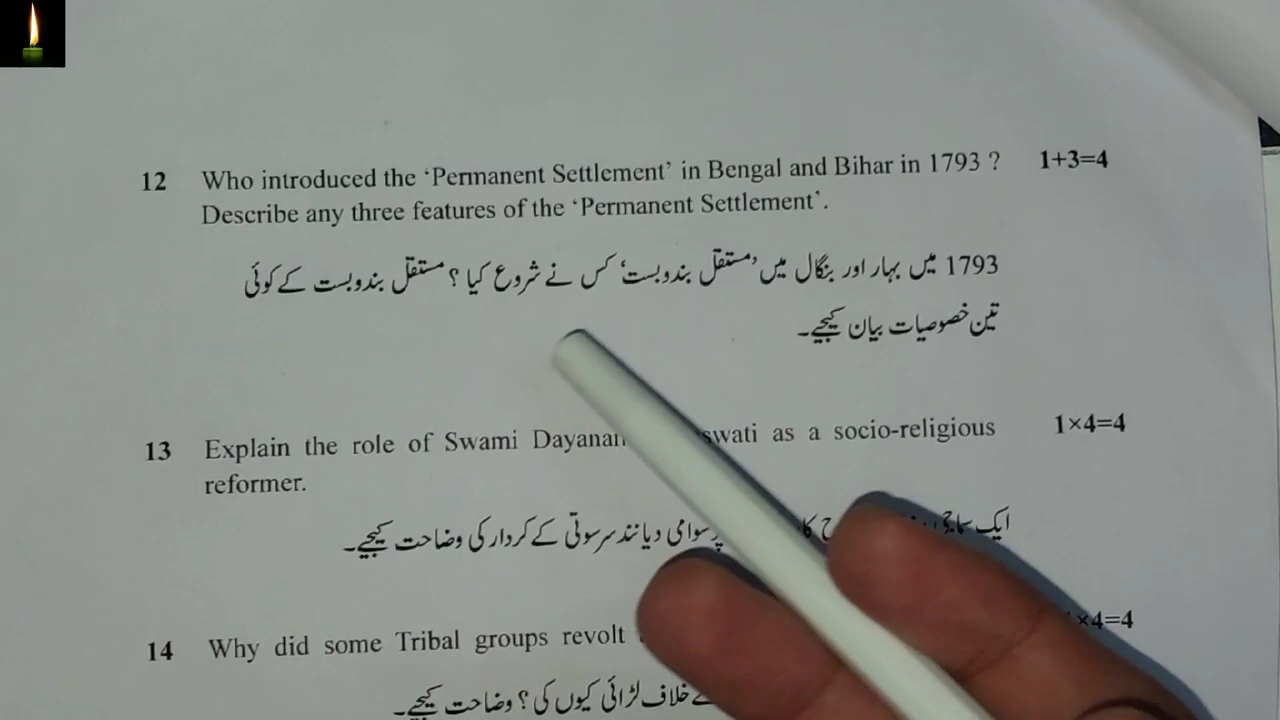 12 Who introduced the ‘Permanent Settlement’ in Bengal and Bihar in 1793 ? 1+3=4
Describe any three features of the ‘Permanent Settlement’.
1793 میں بہار اور بنگال میں ’مستقل بندوبست‘ کس نے شروع کیا ؟ مستقل بندوبست کے کوئی
تین خصوصیات بیان کیجیے۔
13 Explain the role of Swami as a socio-religious 1×4=4
reformer.
ایک سوامی دیانند سرسوتی کے کردار کی وضاحت کیجیے۔
14 Why did some Tribal groups revolt ×4=4
خلاف لڑائی کیوں کی ؟ وضاحت کیجیے۔